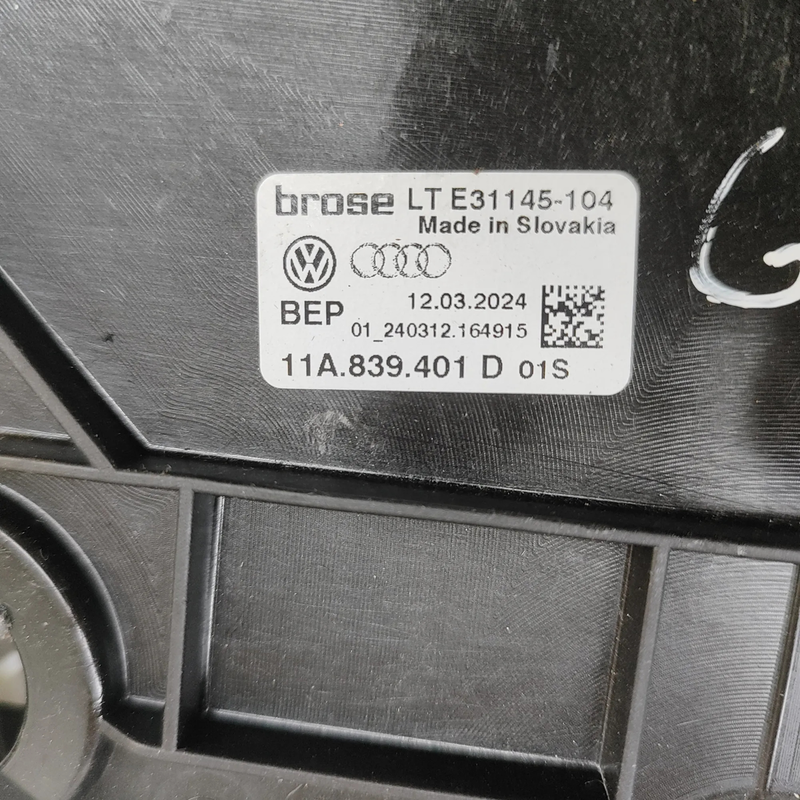 brose LT E31145-104
Made in Slovakia
BEP 12.03.2024
01_240312.164915
11A.839.401 D 01S
G